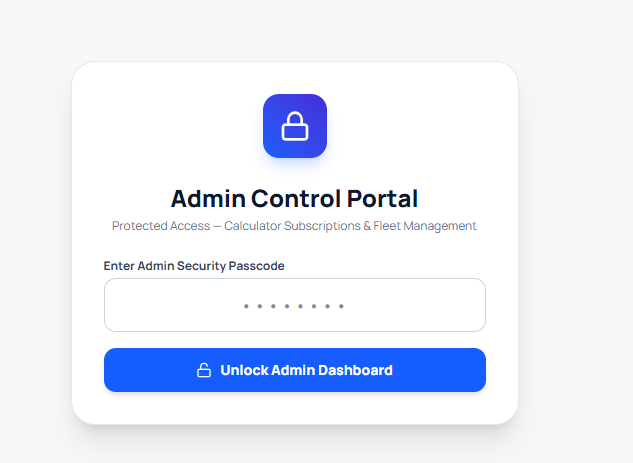 Admin Control Portal
Protected Access — Calculator Subscriptions & Fleet Management
Enter Admin Security Passcode
• • • • • • • •
Unlock Admin Dashboard